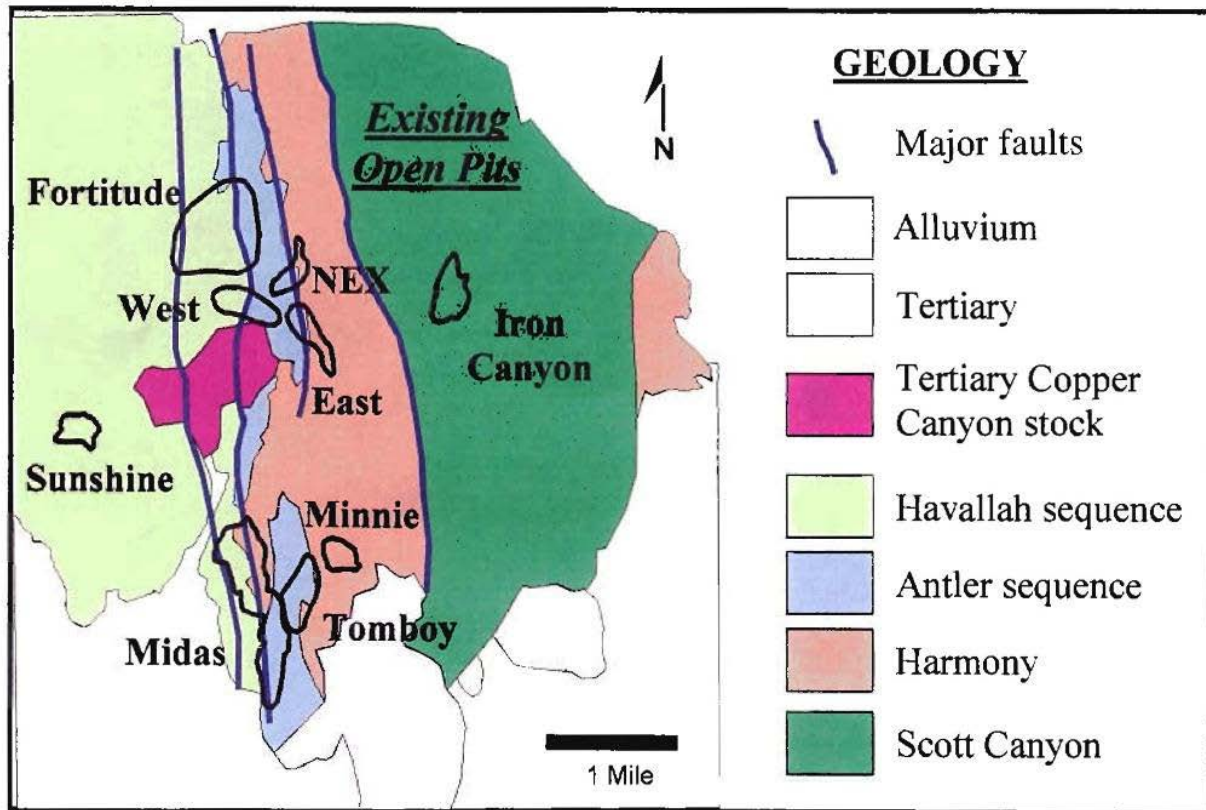 Existing
Open Pits
N
Fortitude
NEX
West
Iron
Canyon
East
Sunshine
Minnie
Tomboy
Midas
1 Mile
GEOLOGY
Major faults
Alluvium
Tertiary
Tertiary Copper
Canyon stock
Havallah sequence
Antler sequence
Harmony
Scott Canyon